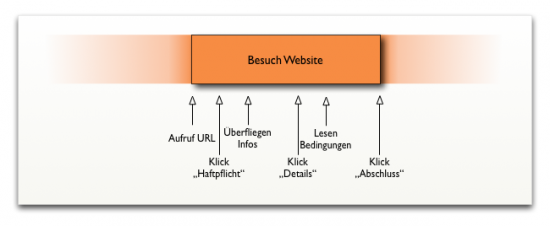 Besuch Website
Aufruf URL
Klick
„Haftpflicht“
Überfliegen
Infos
Klick
„Details“
Lesen
Bedingungen
Klick
„Abschluss“